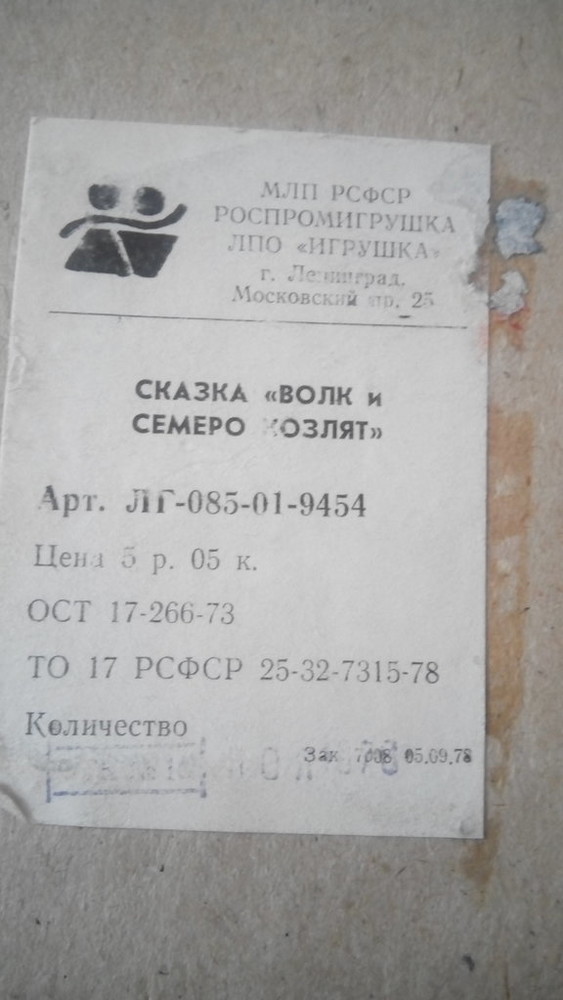 МЛП РСФСР
РОСПРОМИГРУШКА
ЛПО «ИГРУШКА»
г. Ленинград,
Московский пр. 25
СКАЗКА «ВОЛК и
СЕМЕРО КОЗЛЯТ»
Арт. ЛГ-085-01-9454
Цена 5 р. 05 к.
ОСТ 17-266-73
ТО 17 РСФСР 25-32-7315-78
Количество
Зак 05.09.78